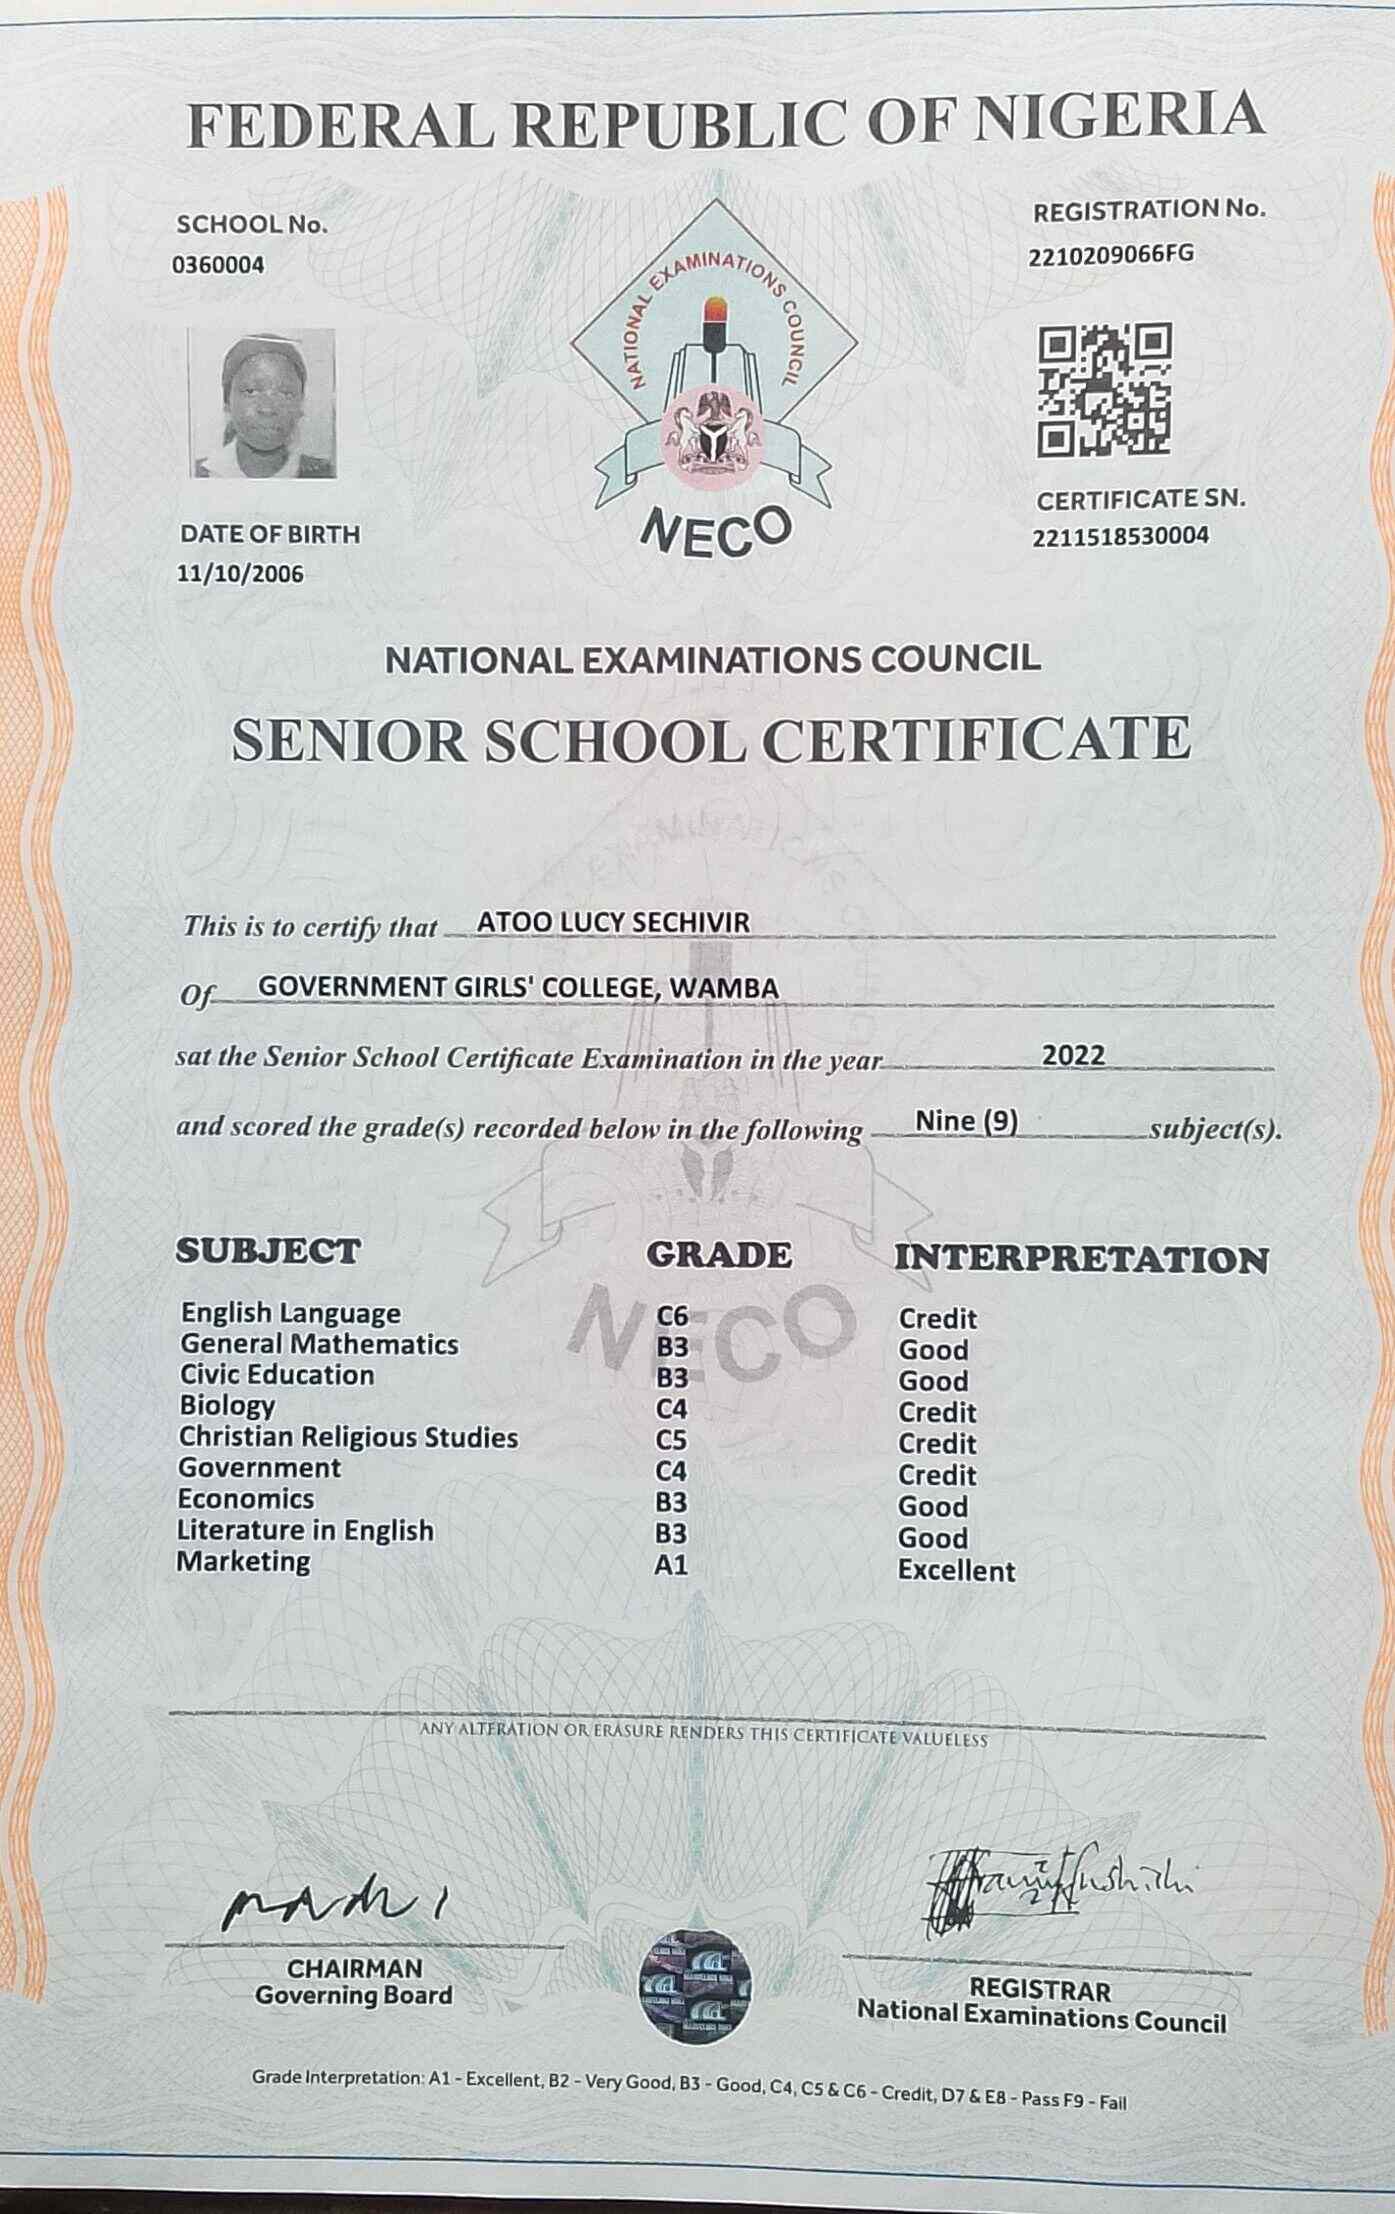 FEDERAL REPUBLIC OF NIGERIA
SCHOOL No.
0360004
REGISTRATION No.
2210209066FG
NATIONAL EXAMINATIONS COUNCIL
NECO
DATE OF BIRTH
11/10/2006
CERTIFICATE SN.
2211518530004
NATIONAL EXAMINATIONS COUNCIL
SENIOR SCHOOL CERTIFICATE
This is to certify that ATOO LUCY SECHIVIR
Of GOVERNMENT GIRLS' COLLEGE, WAMBA
sat the Senior School Certificate Examination in the year 2022
and scored the grade(s) recorded below in the following Nine (9) subject(s).
SUBJECT GRADE INTERPRETATION
English Language C6 Credit
General Mathematics B3 Good
Civic Education B3 Good
Biology C4 Credit
Christian Religious Studies C5 Credit
Government C4 Credit
Economics B3 Good
Literature in English B3 Good
Marketing A1 Excellent
NECO
ANY ALTERATION OR ERASURE RENDERS THIS CERTIFICATE VALUELESS
CHAIRMAN
Governing Board
REGISTRAR
National Examinations Council
Grade Interpretation: A1 - Excellent, B2 - Very Good, B3 - Good, C4, C5 & C6 - Credit, D7 & E8 - Pass F9 - Fail